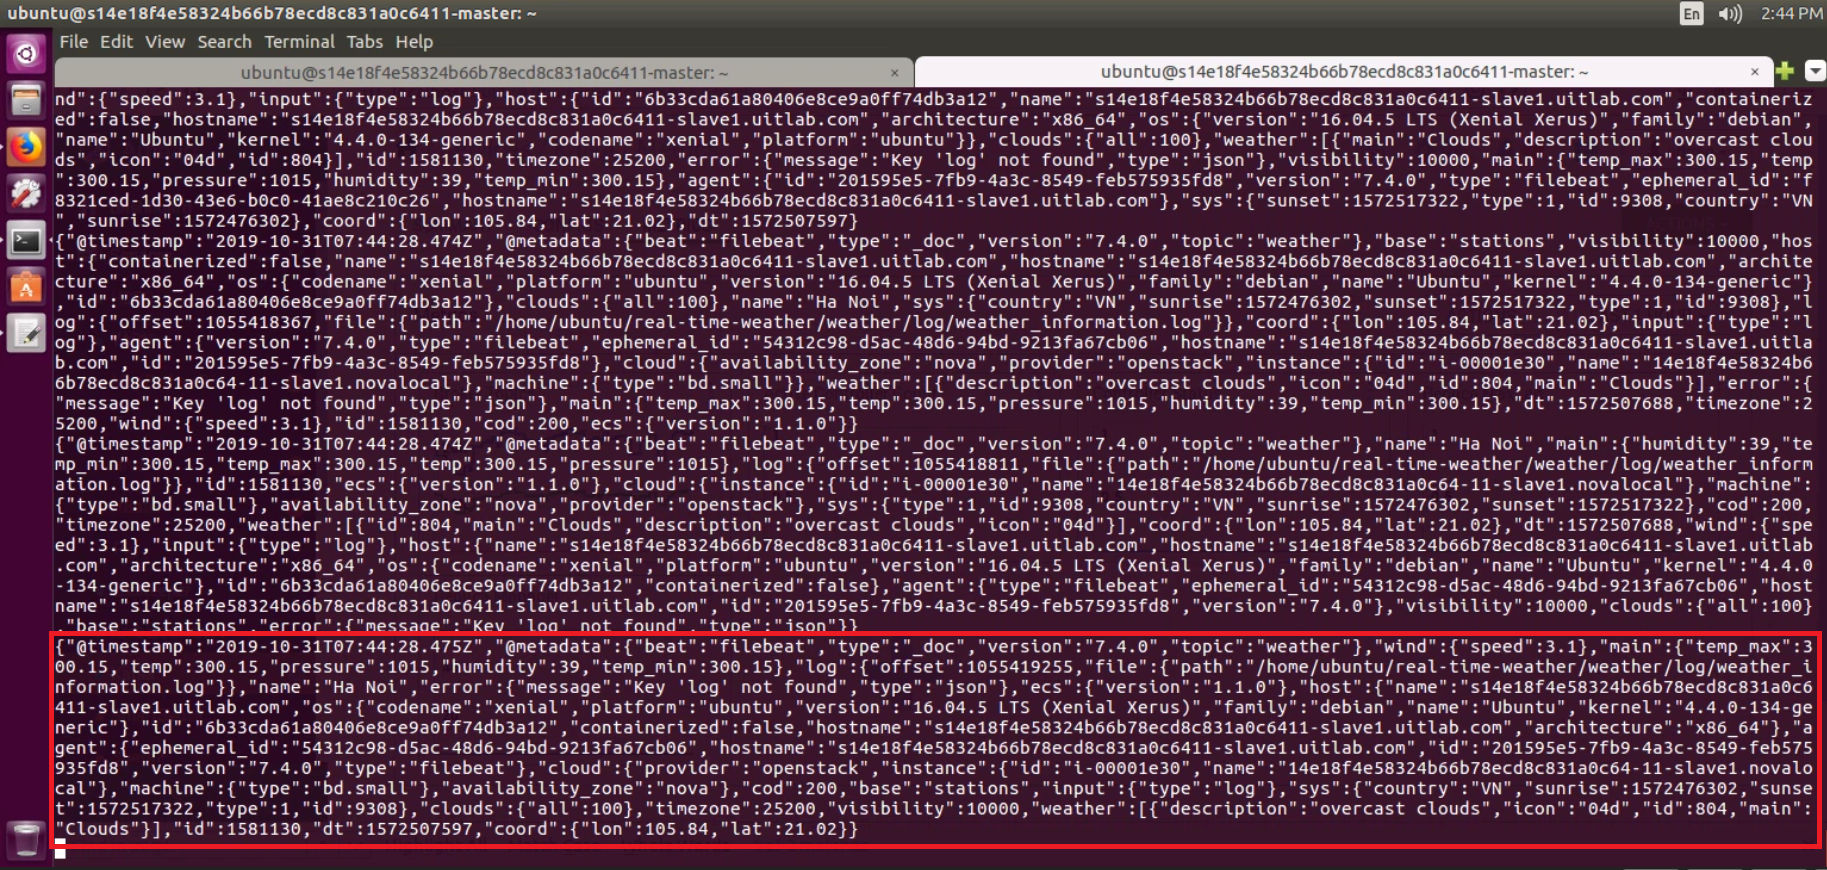 ubuntu@s14e18f4e58324b66b78ecd8c831a0c6411-master: ~
En 2:44 PM
File Edit View Search Terminal Tabs Help
ubuntu@s14e18f4e58324b66b78ecd8c831a0c6411-master: ~ × ubuntu@s14e18f4e58324b66b78ecd8c831a0c6411-master: ~ ×
nd":{"speed":3.1},"input":{"type":"log"},"host":{"id":"6b33cda61a80406e8ce9a0ff74db3a12","name":"s14e18f4e58324b66b78ecd8c831a0c6411-slave1.uitlab.com","containeriz
ed":false,"hostname":"s14e18f4e58324b66b78ecd8c831a0c6411-slave1.uitlab.com","architecture":"x86_64","os":{"version":"16.04.5 LTS (Xenial Xerus)","family":"debian",
"name":"Ubuntu","kernel":"4.4.0-134-generic","codename":"xenial","platform":"ubuntu"}},"clouds":{"all":100},"weather":[{"main":"Clouds","description":"overcast clou
ds","icon":"04d","id":804}],"id":1581130,"timezone":25200,"error":{"message":"Key 'log' not found","type":"json"},"visibility":10000,"main":{"temp_max":300.15,"temp
":300.15,"pressure":1015,"humidity":39,"temp_min":300.15},"agent":{"id":"201595e5-7fb9-4a3c-8549-feb575935fd8","version":"7.4.0","type":"filebeat","ephemeral_id":"f
8321ced-1d30-43e6-b0c0-41ae8c210c26","hostname":"s14e18f4e58324b66b78ecd8c831a0c6411-slave1.uitlab.com"},"sys":{"sunset":1572517322,"type":1,"id":9308,"country":"VN
","sunrise":1572476302},"coord":{"lon":105.84,"lat":21.02},"dt":1572507597}
{"@timestamp":"2019-10-31T07:44:28.474Z","@metadata":{"beat":"filebeat","type":"_doc","version":"7.4.0","topic":"weather"},"base":"stations","visibility":10000,"hos
t":{"containerized":false,"name":"s14e18f4e58324b66b78ecd8c831a0c6411-slave1.uitlab.com","hostname":"s14e18f4e58324b66b78ecd8c831a0c6411-slave1.uitlab.com","archite
cture":"x86_64","os":{"codename":"xenial","platform":"ubuntu","version":"16.04.5 LTS (Xenial Xerus)","family":"debian","name":"Ubuntu","kernel":"4.4.0-134-generic"}
,"id":"6b33cda61a80406e8ce9a0ff74db3a12"},"clouds":{"all":100},"name":"Ha Noi","sys":{"country":"VN","sunrise":1572476302,"sunset":1572517322,"type":1,"id":9308},"l
og":{"offset":1055418367,"file":{"path":"/home/ubuntu/real-time-weather/weather/log/weather_information.log"}},"coord":{"lon":105.84,"lat":21.02},"input":{"type":"l
og"},"agent":{"version":"7.4.0","type":"filebeat","ephemeral_id":"54312c98-d5ac-48d6-94bd-9213fa67cb06","hostname":"s14e18f4e58324b66b78ecd8c831a0c6411-slave1.uitla
b.com","id":"201595e5-7fb9-4a3c-8549-feb575935fd8"},"cloud":{"availability_zone":"nova","provider":"openstack","instance":{"id":"i-00001e30","name":"14e18f4e58324b6
6b78ecd8c831a0c64-11-slave1.novalocal"},"machine":{"type":"bd.small"}},"weather":[{"description":"overcast clouds","icon":"04d","id":804,"main":"Clouds"}],"error":{
"message":"Key 'log' not found","type":"json"},"main":{"temp_max":300.15,"temp":300.15,"pressure":1015,"humidity":39,"temp_min":300.15},"dt":1572507688,"timezone":2
5200,"wind":{"speed":3.1},"id":1581130,"cod":200,"ecs":{"version":"1.1.0"}}
{"@timestamp":"2019-10-31T07:44:28.474Z","@metadata":{"beat":"filebeat","type":"_doc","version":"7.4.0","topic":"weather"},"name":"Ha Noi","main":{"humidity":39,"te
mp_min":300.15,"temp_max":300.15,"temp":300.15,"pressure":1015},"log":{"offset":1055418811,"file":{"path":"/home/ubuntu/real-time-weather/weather/log/weather_inform
ation.log"}},"id":1581130,"ecs":{"version":"1.1.0"},"cloud":{"instance":{"id":"i-00001e30","name":"14e18f4e58324b66b78ecd8c831a0c64-11-slave1.novalocal"},"machine":
{"type":"bd.small"},"availability_zone":"nova","provider":"openstack"},"sys":{"type":1,"id":9308,"country":"VN","sunrise":1572476302,"sunset":1572517322},"cod":200,
"timezone":25200,"weather":[{"id":804,"main":"Clouds","description":"overcast clouds","icon":"04d"}],"coord":{"lon":105.84,"lat":21.02},"dt":1572507688,"wind":{"spe
ed":3.1},"input":{"type":"log"},"host":{"name":"s14e18f4e58324b66b78ecd8c831a0c6411-slave1.uitlab.com","hostname":"s14e18f4e58324b66b78ecd8c831a0c6411-slave1.uitlab
.com","architecture":"x86_64","os":{"codename":"xenial","platform":"ubuntu","version":"16.04.5 LTS (Xenial Xerus)","family":"debian","name":"Ubuntu","kernel":"4.4.0
-134-generic"},"id":"6b33cda61a80406e8ce9a0ff74db3a12","containerized":false},"agent":{"type":"filebeat","ephemeral_id":"54312c98-d5ac-48d6-94bd-9213fa67cb06","host
name":"s14e18f4e58324b66b78ecd8c831a0c6411-slave1.uitlab.com","id":"201595e5-7fb9-4a3c-8549-feb575935fd8","version":"7.4.0"},"visibility":10000,"clouds":{"all":100}
,"base":"stations","error":{"message":"Key 'log' not found","type":"json"}}
{"@timestamp":"2019-10-31T07:44:28.475Z","@metadata":{"beat":"filebeat","type":"_doc","version":"7.4.0","topic":"weather"},"wind":{"speed":3.1},"main":{"temp_max":3
00.15,"temp":300.15,"pressure":1015,"humidity":39,"temp_min":300.15},"log":{"offset":1055419255,"file":{"path":"/home/ubuntu/real-time-weather/weather/log/weather_i
nformation.log"}},"name":"Ha Noi","error":{"message":"Key 'log' not found","type":"json"},"ecs":{"version":"1.1.0"},"host":{"name":"s14e18f4e58324b66b78ecd8c831a0c6
411-slave1.uitlab.com","os":{"codename":"xenial","platform":"ubuntu","version":"16.04.5 LTS (Xenial Xerus)","family":"debian","name":"Ubuntu","kernel":"4.4.0-134-ge
neric"},"id":"6b33cda61a80406e8ce9a0ff74db3a12","containerized":false,"hostname":"s14e18f4e58324b66b78ecd8c831a0c6411-slave1.uitlab.com","architecture":"x86_64"},"a
gent":{"ephemeral_id":"54312c98-d5ac-48d6-94bd-9213fa67cb06","hostname":"s14e18f4e58324b66b78ecd8c831a0c6411-slave1.uitlab.com","id":"201595e5-7fb9-4a3c-8549-feb575
935fd8","version":"7.4.0","type":"filebeat"},"cloud":{"provider":"openstack","instance":{"id":"i-00001e30","name":"14e18f4e58324b66b78ecd8c831a0c64-11-slave1.novalo
cal"},"machine":{"type":"bd.small"},"availability_zone":"nova"},"cod":200,"base":"stations","input":{"type":"log"},"sys":{"country":"VN","sunrise":1572476302,"sunse
t":1572517322,"type":1,"id":9308},"clouds":{"all":100},"timezone":25200,"visibility":10000,"weather":[{"description":"overcast clouds","icon":"04d","id":804,"main":
"Clouds"}],"id":1581130,"dt":1572507597,"coord":{"lon":105.84,"lat":21.02}}